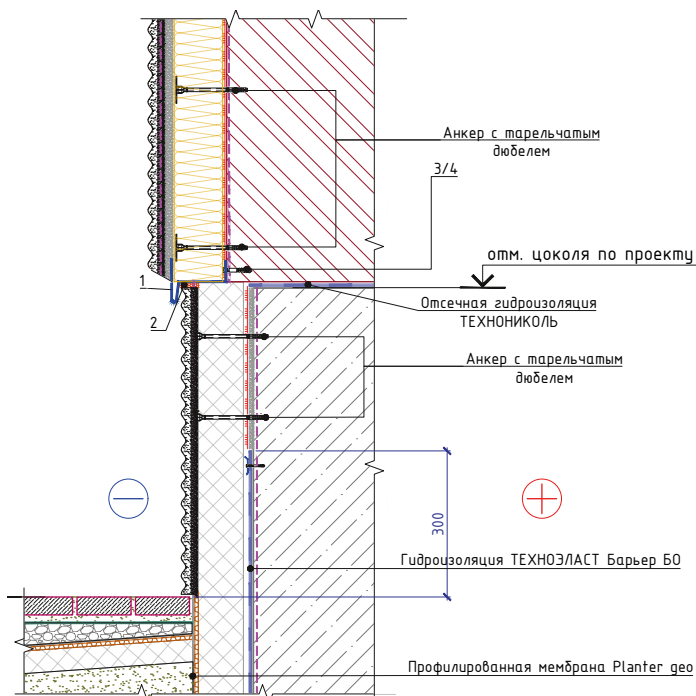 Анкер с тарельчатым
дюбелем
3/4
отм. цоколя по проекту
1
Отсечная гидроизоляция
ТЕХНОНИКОЛЬ
2
Анкер с тарельчатым
дюбелем
300
Гидроизоляция ТЕХНОЭЛАСТ Барьер БО
Профилированная мембрана Planter geo